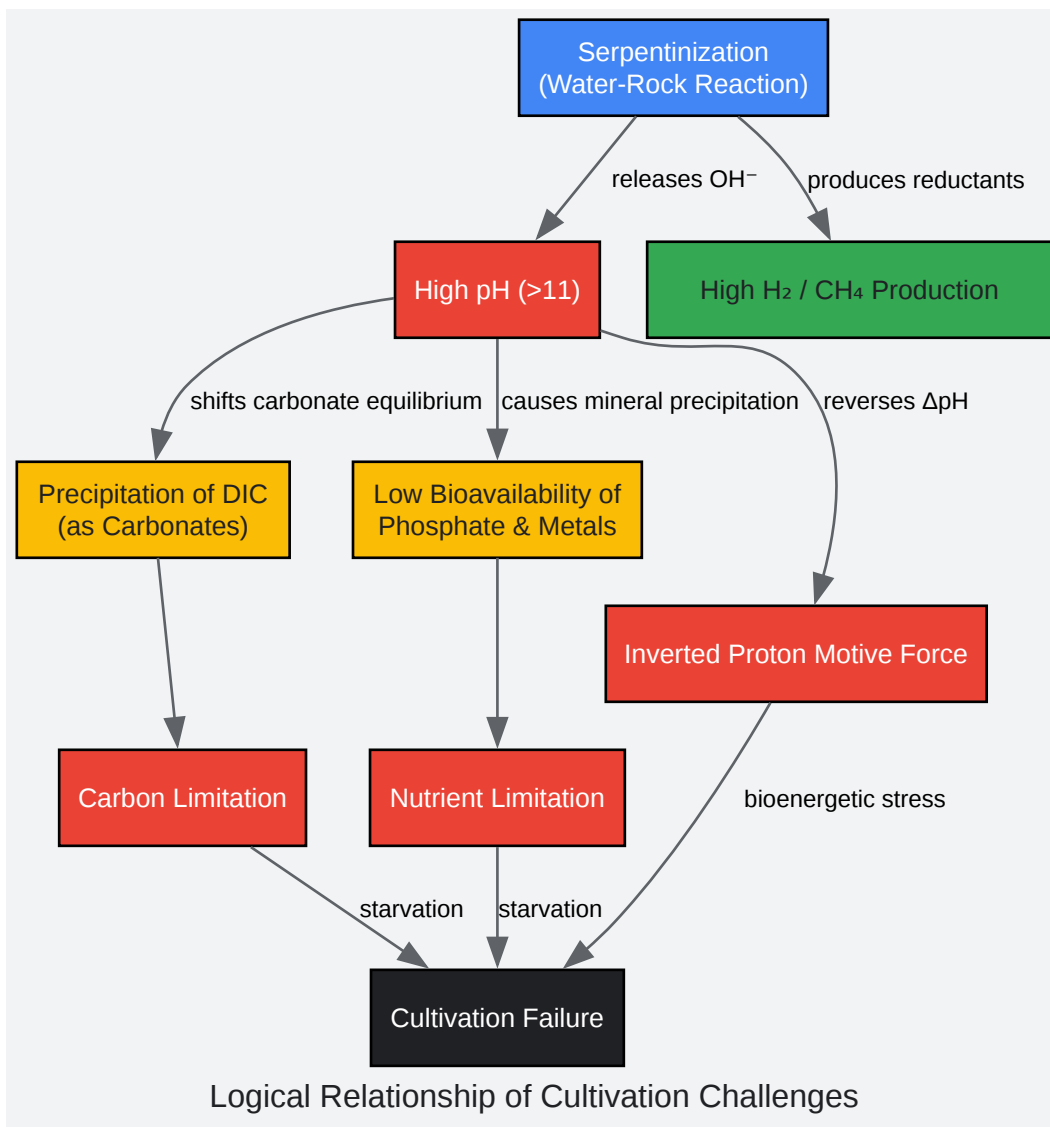 Serpentinization
(Water-Rock Reaction)
releases OH⁻
produces reductants
High pH (>11)
High H₂ / CH₄ Production
shifts carbonate equilibrium
causes mineral precipitation
reverses ΔpH
Precipitation of DIC
(as Carbonates)
Low Bioavailability of
Phosphate & Metals
Inverted Proton Motive Force
Carbon Limitation
Nutrient Limitation
bioenergetic stress
starvation
starvation
Cultivation Failure
Logical Relationship of Cultivation Challenges